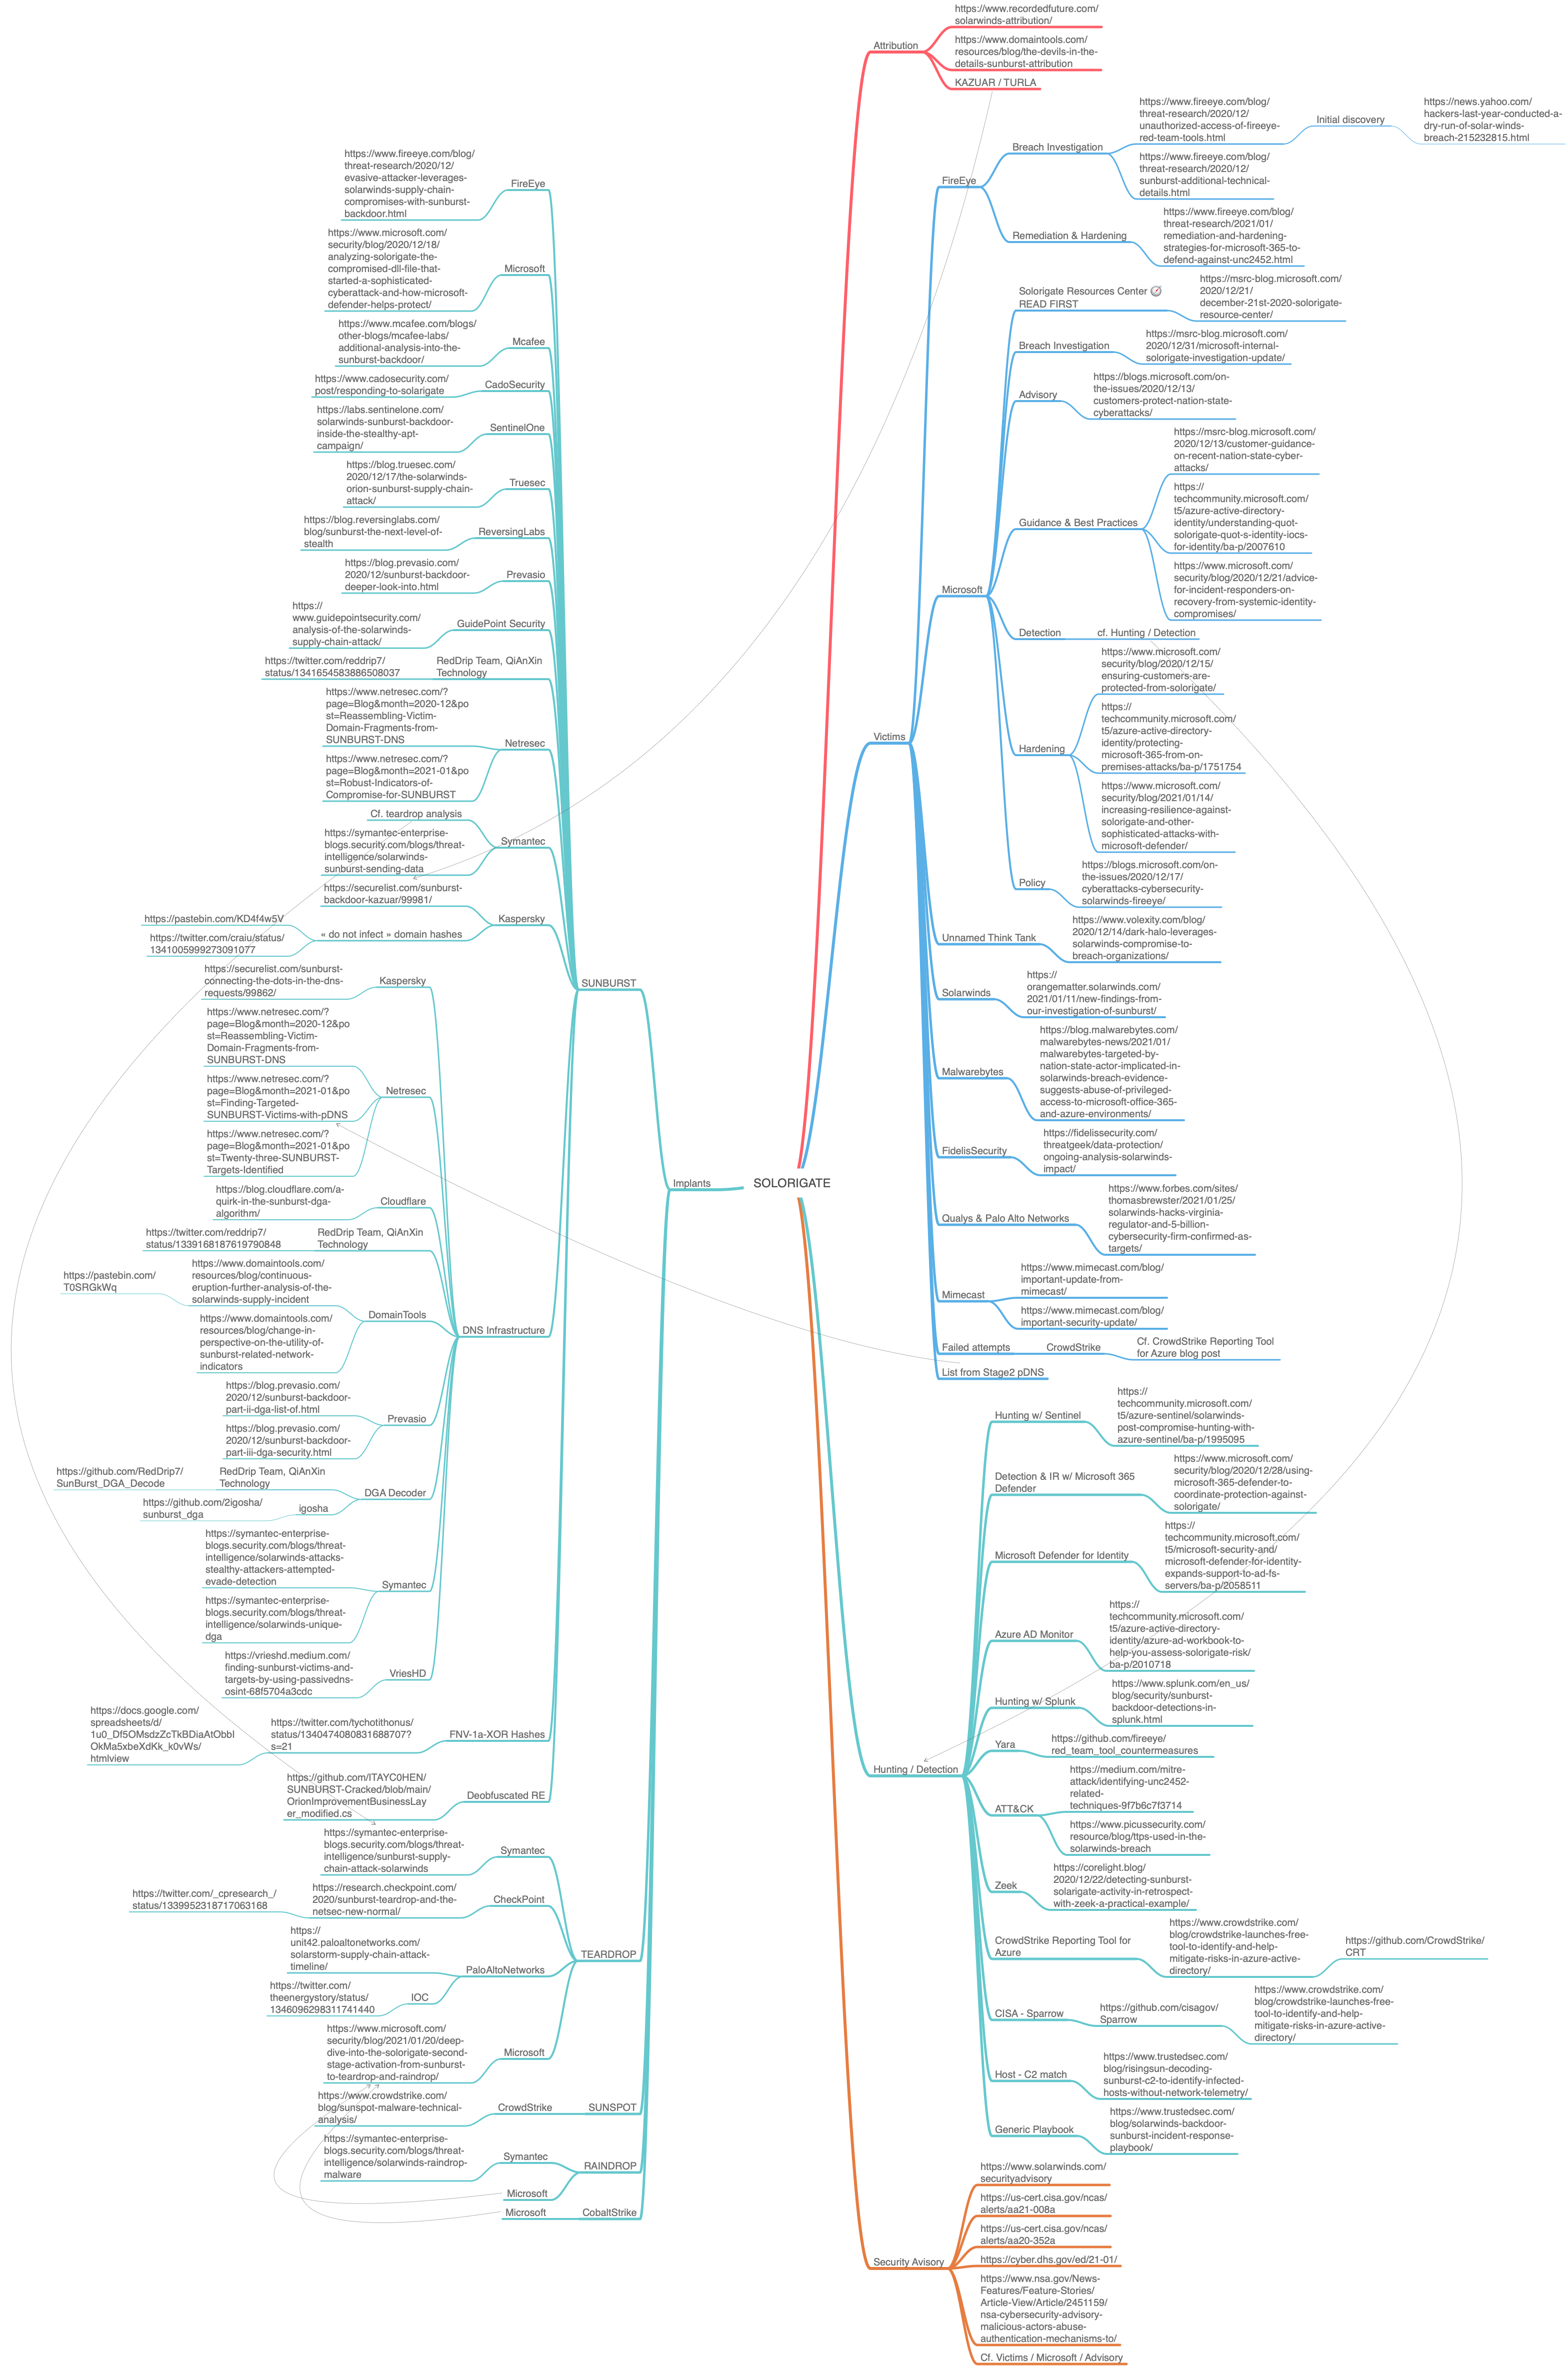 SOLORIGATE
Attribution
https://www.recordedfuture.com/
solarwinds-attribution/
https://www.domaintools.com/
resources/blog/the-devils-in-the-
details-sunburst-attribution
KAZUAR / TURLA
Victims
FireEye
Breach Investigation
https://www.fireeye.com/blog/
threat-research/2020/12/
unauthorized-access-of-fireeye-
red-team-tools.html
Initial discovery
https://news.yahoo.com/
hackers-last-year-conducted-a-
dry-run-of-solar-winds-
breach-215232815.html
https://www.fireeye.com/blog/
threat-research/2020/12/
sunburst-additional-technical-
details.html
Remediation & Hardening
https://www.fireeye.com/blog/
threat-research/2021/01/
remediation-and-hardening-
strategies-for-microsoft-365-to-
defend-against-unc2452.html
Microsoft
Solorigate Resources Center 🧭
READ FIRST
https://msrc-blog.microsoft.com/
2020/12/21/
december-21st-2020-solorigate-
resource-center/
Breach Investigation
https://msrc-blog.microsoft.com/
2020/12/31/microsoft-internal-
solorigate-investigation-update/
Advisory
https://blogs.microsoft.com/on-
the-issues/2020/12/13/
customers-protect-nation-state-
cyberattacks/
Guidance & Best Practices
https://msrc-blog.microsoft.com/
2020/12/13/customer-guidance-
on-recent-nation-state-cyber-
attacks/
https://
techcommunity.microsoft.com/
t5/azure-active-directory-
identity/understanding-quot-
solorigate-quot-s-identity-iocs-
for-identity/ba-p/2007610
https://www.microsoft.com/
security/blog/2020/12/21/advice-
for-incident-responders-on-
recovery-from-systemic-identity-
compromises/
Detection
cf. Hunting / Detection
Hardening
https://www.microsoft.com/
security/blog/2020/12/15/
ensuring-customers-are-
protected-from-solorigate/
https://
techcommunity.microsoft.com/
t5/azure-active-directory-
identity/protecting-
microsoft-365-from-on-
premises-attacks/ba-p/1751754
https://www.microsoft.com/
security/blog/2021/01/14/
increasing-resilience-against-
solorigate-and-other-
sophisticated-attacks-with-
microsoft-defender/
Policy
https://blogs.microsoft.com/on-
the-issues/2020/12/17/
cyberattacks-cybersecurity-
solarwinds-fireeye/
Unnamed Think Tank
https://www.volexity.com/blog/
2020/12/14/dark-halo-leverages-
solarwinds-compromise-to-
breach-organizations/
Solarwinds
https://
orangematter.solarwinds.com/
2021/01/11/new-findings-from-
our-investigation-of-sunburst/
Malwarebytes
https://blog.malwarebytes.com/
malwarebytes-news/2021/01/
malwarebytes-targeted-by-
nation-state-actor-implicated-in-
solarwinds-breach-evidence-
suggests-abuse-of-privileged-
access-to-microsoft-office-365-
and-azure-environments/
FidelisSecurity
https://fidelissecurity.com/
threatgeek/data-protection/
ongoing-analysis-solarwinds-
impact/
Qualys & Palo Alto Networks
https://www.forbes.com/sites/
thomasbrewster/2021/01/25/
solarwinds-hacks-virginia-
regulator-and-5-billion-
cybersecurity-firm-confirmed-as-
targets/
Mimecast
https://www.mimecast.com/blog/
important-update-from-
mimecast/
https://www.mimecast.com/blog/
important-security-update/
Failed attempts
CrowdStrike
Cf. CrowdStrike Reporting Tool
for Azure blog post
List from Stage2 pDNS
Hunting / Detection
Hunting w/ Sentinel
https://
techcommunity.microsoft.com/
t5/azure-sentinel/solarwinds-
post-compromise-hunting-with-
azure-sentinel/ba-p/1995095
Detection & IR w/ Microsoft 365
Defender
https://www.microsoft.com/
security/blog/2020/12/28/using-
microsoft-365-defender-to-
coordinate-protection-against-
solorigate/
Microsoft Defender for Identity
https://
techcommunity.microsoft.com/
t5/microsoft-security-and/
microsoft-defender-for-identity-
expands-support-to-ad-fs-
servers/ba-p/2058511
Azure AD Monitor
https://
techcommunity.microsoft.com/
t5/azure-active-directory-
identity/azure-ad-workbook-to-
help-you-assess-solorigate-risk/
ba-p/2010718
Hunting w/ Splunk
https://www.splunk.com/en_us/
blog/security/sunburst-
backdoor-detections-in-
splunk.html
Yara
https://github.com/fireeye/
red_team_tool_countermeasures
ATT&CK
https://medium.com/mitre-
attack/identifying-unc2452-
related-
techniques-9f7b6c7f3714
https://www.picussecurity.com/
resource/blog/ttps-used-in-the-
solarwinds-breach
Zeek
https://corelight.blog/
2020/12/22/detecting-sunburst-
solarigate-activity-in-retrospect-
with-zeek-a-practical-example/
CrowdStrike Reporting Tool for
Azure
https://www.crowdstrike.com/
blog/crowdstrike-launches-free-
tool-to-identify-and-help-
mitigate-risks-in-azure-active-
directory/
https://github.com/CrowdStrike/
CRT
CISA - Sparrow
https://github.com/cisagov/
Sparrow
https://www.crowdstrike.com/
blog/crowdstrike-launches-free-
tool-to-identify-and-help-
mitigate-risks-in-azure-active-
directory/
Host - C2 match
https://www.trustedsec.com/
blog/risingsun-decoding-
sunburst-c2-to-identify-infected-
hosts-without-network-telemetry/
Generic Playbook
https://www.trustedsec.com/
blog/solarwinds-backdoor-
sunburst-incident-response-
playbook/
Security Avisory
https://www.solarwinds.com/
securityadvisory
https://us-cert.cisa.gov/ncas/
alerts/aa21-008a
https://us-cert.cisa.gov/ncas/
alerts/aa20-352a
https://cyber.dhs.gov/ed/21-01/
https://www.nsa.gov/News-
Features/Feature-Stories/
Article-View/Article/2451159/
nsa-cybersecurity-advisory-
malicious-actors-abuse-
authentication-mechanisms-to/
Cf. Victims / Microsoft / Advisory
Implants
SUNBURST
FireEye
https://www.fireeye.com/blog/
threat-research/2020/12/
evasive-attacker-leverages-
solarwinds-supply-chain-
compromises-with-sunburst-
backdoor.html
Microsoft
https://www.microsoft.com/
security/blog/2020/12/18/
analyzing-solorigate-the-
compromised-dll-file-that-
started-a-sophisticated-
cyberattack-and-how-microsoft-
defender-helps-protect/
Mcafee
https://www.mcafee.com/blogs/
other-blogs/mcafee-labs/
additional-analysis-into-the-
sunburst-backdoor/
CadoSecurity
https://www.cadosecurity.com/
post/responding-to-solarigate
SentinelOne
https://labs.sentinelone.com/
solarwinds-sunburst-backdoor-
inside-the-stealthy-apt-
campaign/
Truesec
https://blog.truesec.com/
2020/12/17/the-solarwinds-
orion-sunburst-supply-chain-
attack/
ReversingLabs
https://blog.reversinglabs.com/
blog/sunburst-the-next-level-of-
stealth
Prevasio
https://blog.prevasio.com/
2020/12/sunburst-backdoor-
deeper-look-into.html
GuidePoint Security
https://
www.guidepointsecurity.com/
analysis-of-the-solarwinds-
supply-chain-attack/
RedDrip Team, QiAnXin
Technology
https://twitter.com/reddrip7/
status/1341654583886508037
Netresec
https://www.netresec.com/?
page=Blog&month=2020-12&po
st=Reassembling-Victim-
Domain-Fragments-from-
SUNBURST-DNS
https://www.netresec.com/?
page=Blog&month=2021-01&po
st=Robust-Indicators-of-
Compromise-for-SUNBURST
Symantec
Cf. teardrop analysis
https://symantec-enterprise-
blogs.security.com/blogs/threat-
intelligence/solarwinds-
sunburst-sending-data
Kaspersky
https://securelist.com/sunburst-
backdoor-kazuar/99981/
« do not infect » domain hashes
https://pastebin.com/KD4f4w5V
https://twitter.com/craiu/status/
1341005999273091077
DNS Infrastructure
Kaspersky
https://securelist.com/sunburst-
connecting-the-dots-in-the-dns-
requests/99862/
Netresec
https://www.netresec.com/?
page=Blog&month=2020-12&po
st=Reassembling-Victim-
Domain-Fragments-from-
SUNBURST-DNS
https://www.netresec.com/?
page=Blog&month=2021-01&po
st=Finding-Targeted-
SUNBURST-Victims-with-pDNS
https://www.netresec.com/?
page=Blog&month=2021-01&po
st=Twenty-three-SUNBURST-
Targets-Identified
Cloudflare
https://blog.cloudflare.com/a-
quirk-in-the-sunburst-dga-
algorithm/
RedDrip Team, QiAnXin
Technology
https://twitter.com/reddrip7/
status/1339168187619790848
DomainTools
https://www.domaintools.com/
resources/blog/continuous-
eruption-further-analysis-of-the-
solarwinds-supply-incident
https://pastebin.com/
T0SRGkWq
https://www.domaintools.com/
resources/blog/change-in-
perspective-on-the-utility-of-
sunburst-related-network-
indicators
Prevasio
https://blog.prevasio.com/
2020/12/sunburst-backdoor-
part-ii-dga-list-of.html
https://blog.prevasio.com/
2020/12/sunburst-backdoor-
part-iii-dga-security.html
DGA Decoder
RedDrip Team, QiAnXin
Technology
https://github.com/RedDrip7/
SunBurst_DGA_Decode
igosha
https://github.com/2igosha/
sunburst_dga
Symantec
https://symantec-enterprise-
blogs.security.com/blogs/threat-
intelligence/solarwinds-attacks-
stealthy-attackers-attempted-
evade-detection
https://symantec-enterprise-
blogs.security.com/blogs/threat-
intelligence/solarwinds-unique-
dga
VriesHD
https://vrieshd.medium.com/
finding-sunburst-victims-and-
targets-by-using-passivedns-
osint-68f5704a3cdc
FNV-1a-XOR Hashes
https://twitter.com/tychotithonus/
status/1340474080831688707?
s=21
https://docs.google.com/
spreadsheets/d/
1u0_Df5OMsdzZcTkBDiaAtObbI
OkMa5xbeXdKk_k0vWs/
htmlview
Deobfuscated RE
https://github.com/ITAYC0HEN/
SUNBURST-Cracked/blob/main/
OrionImprovementBusinessLay
er_modified.cs
TEARDROP
Symantec
https://symantec-enterprise-
blogs.security.com/blogs/threat-
intelligence/sunburst-supply-
chain-attack-solarwinds
CheckPoint
https://research.checkpoint.com/
2020/sunburst-teardrop-and-the-
netsec-new-normal/
https://twitter.com/_cpresearch_/
status/1339952318717063168
PaloAltoNetworks
https://
unit42.paloaltonetworks.com/
solarstorm-supply-chain-attack-
timeline/
IOC
https://twitter.com/
theenergystory/status/
1346096298311741440
Microsoft
https://www.microsoft.com/
security/blog/2021/01/20/deep-
dive-into-the-solorigate-second-
stage-activation-from-sunburst-
to-teardrop-and-raindrop/
SUNSPOT
CrowdStrike
https://www.crowdstrike.com/
blog/sunspot-malware-technical-
analysis/
RAINDROP
Symantec
https://symantec-enterprise-
blogs.security.com/blogs/threat-
intelligence/solarwinds-raindrop-
malware
Microsoft
CobaltStrike
Microsoft